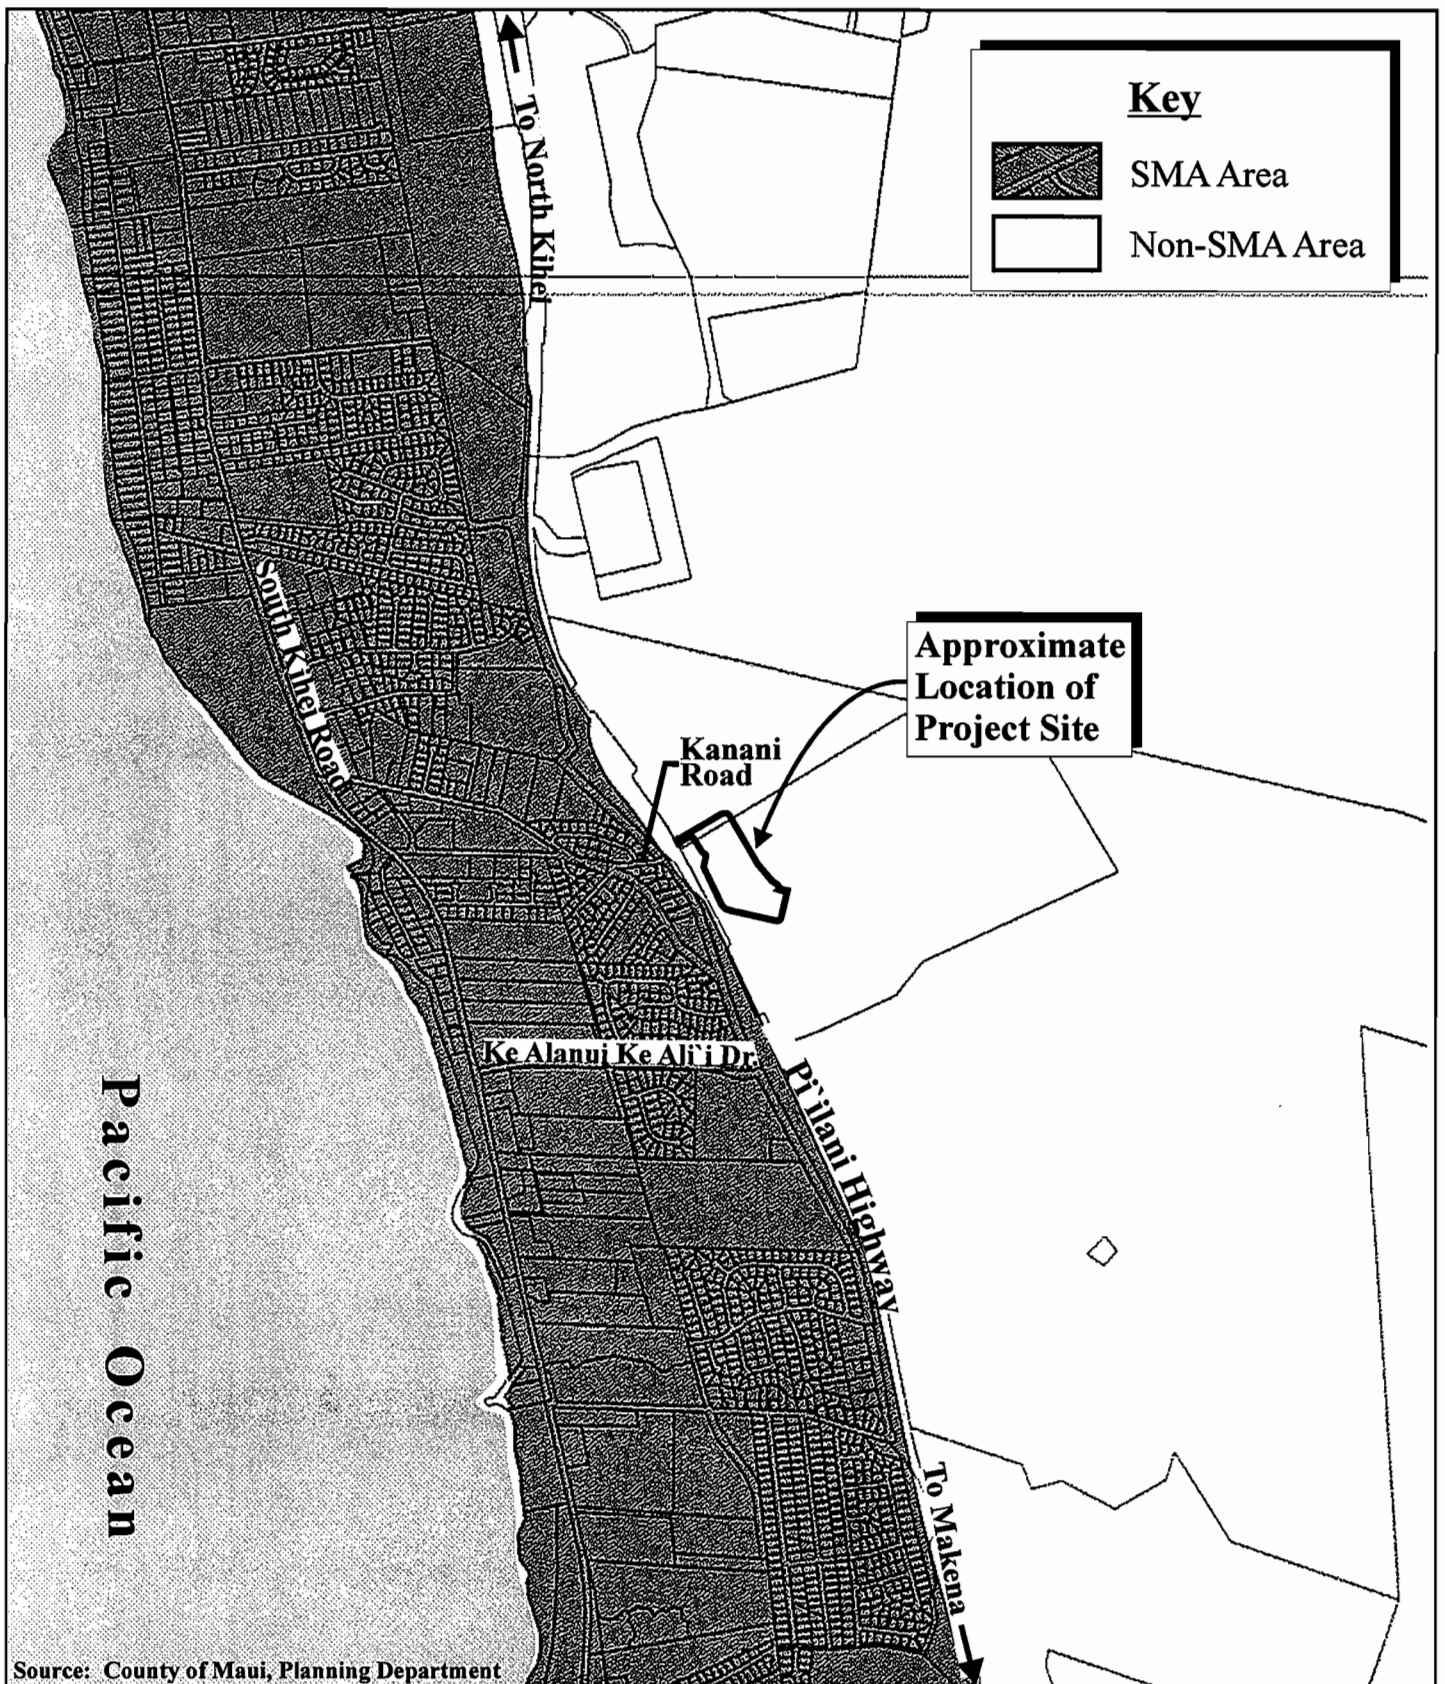 Key
SMA Area
Non-SMA Area
To North Kihei
South Kihei Road
Approximate
Location of
Project Site
Kanani
Road
Ke Alanui Ke Ali`i Dr.
Pi`ilani Highway
Pacific Ocean
To Makena
Source: County of Maui, Planning Department